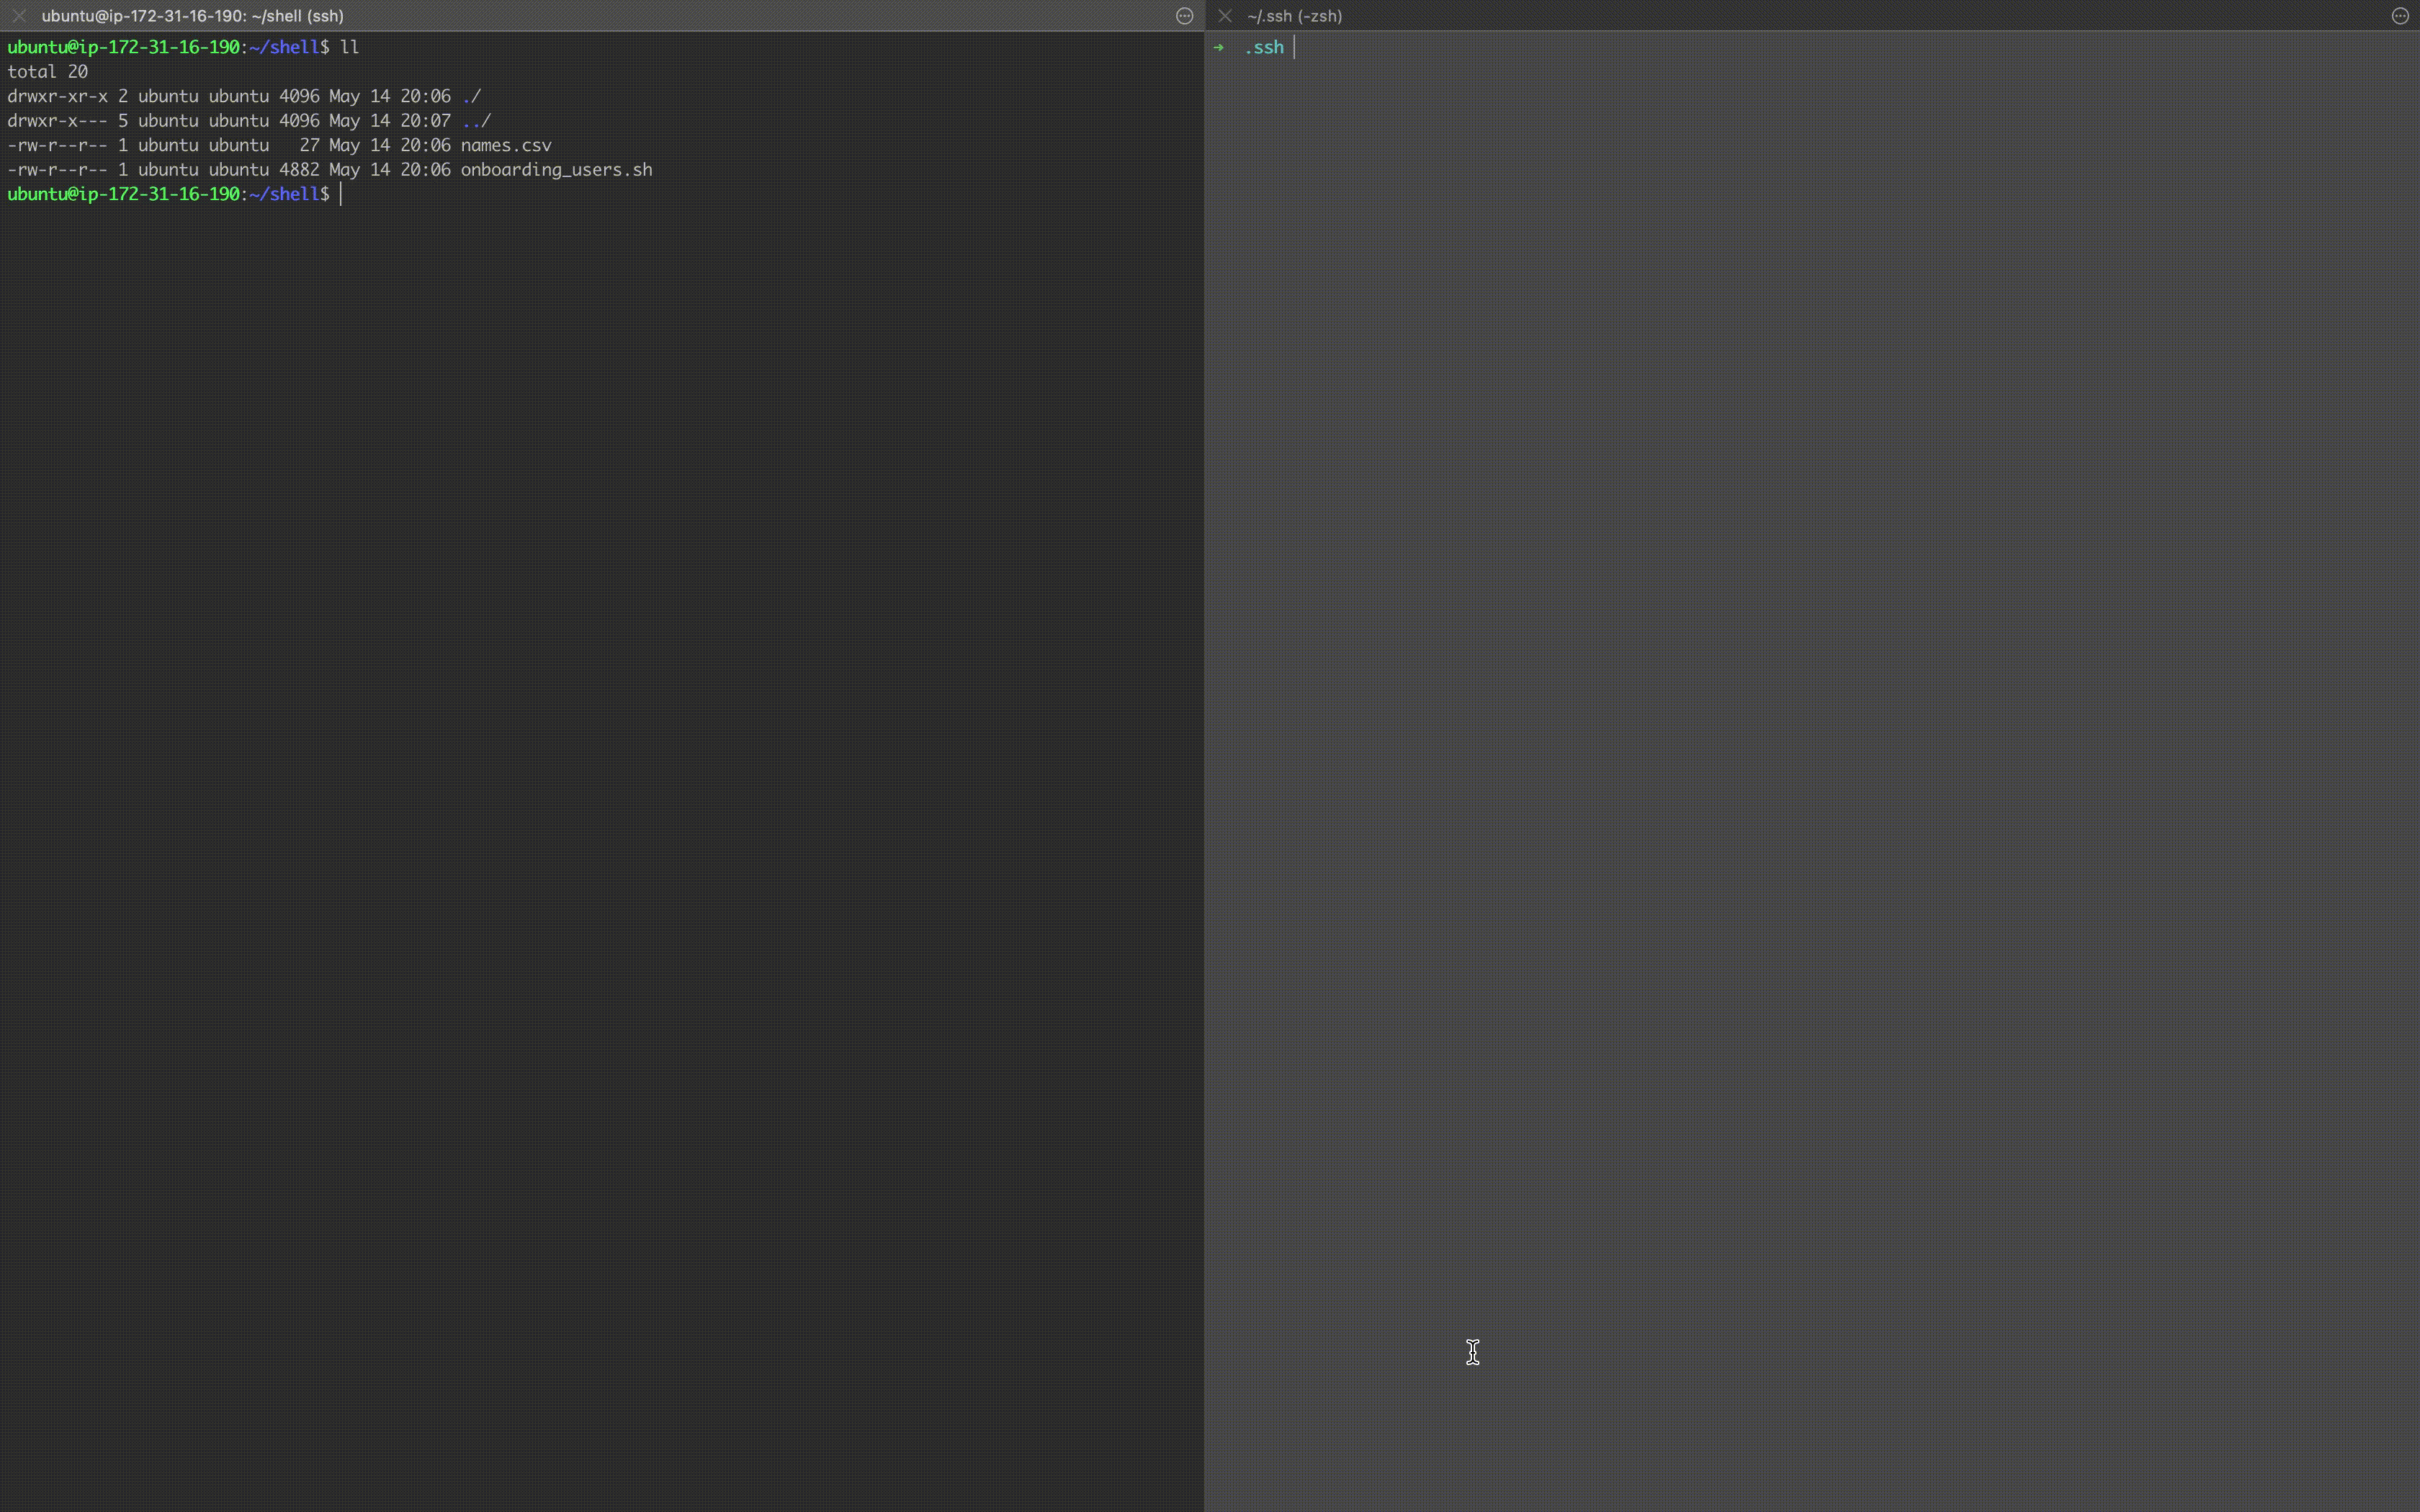 ubuntu@ip-172-31-16-190: ~/shell (ssh)
ubuntu@ip-172-31-16-190:~/shell$ ll
total 20
drwxr-xr-x 2 ubuntu ubuntu 4096 May 14 20:06 ./
drwxr-x--- 5 ubuntu ubuntu 4096 May 14 20:07 ../
-rw-r--r-- 1 ubuntu ubuntu   27 May 14 20:06 names.csv
-rw-r--r-- 1 ubuntu ubuntu 4882 May 14 20:06 onboarding_users.sh
ubuntu@ip-172-31-16-190:~/shell$
~/.ssh (-zsh)
➜  .ssh